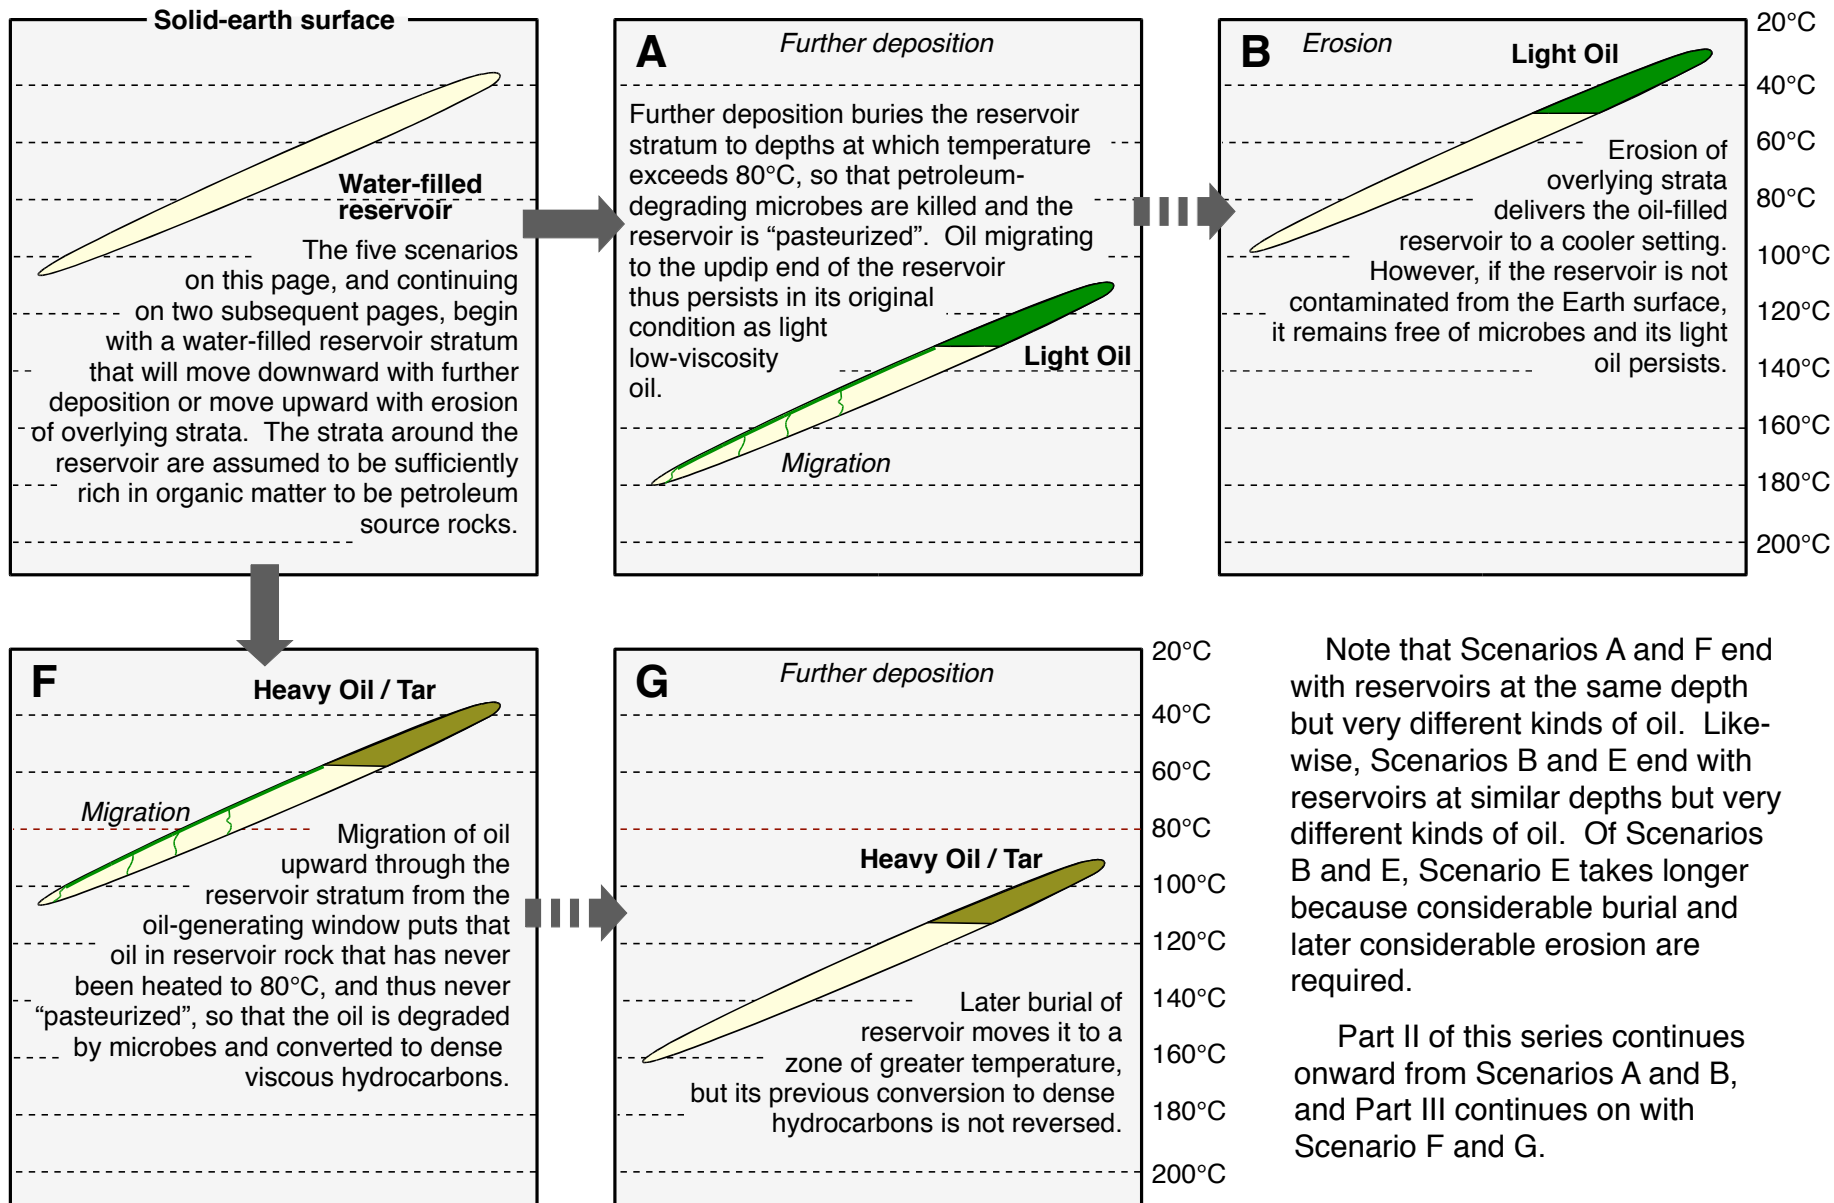 Solid-earth surface
Water-filled
reservoir
The five scenarios
on this page, and continuing
on two subsequent pages, begin
with a water-filled reservoir stratum
that will move downward with further
deposition or move upward with erosion
of overlying strata.  The strata around the
reservoir are assumed to be sufficiently
rich in organic matter to be petroleum
source rocks.
A
Further deposition
Further deposition buries the reservoir
stratum to depths at which temperature
exceeds 80°C, so that petroleum-
degrading microbes are killed and the
reservoir is “pasteurized”.  Oil migrating
to the updip end of the reservoir
thus persists in its original
condition as light
low-viscosity
oil.
Light Oil
Migration
B
Erosion
Light Oil
Erosion of
overlying strata
delivers the oil-filled
reservoir to a cooler setting.
However, if the reservoir is not
contaminated from the Earth surface,
it remains free of microbes and its light
oil persists.
20°C
40°C
60°C
80°C
100°C
120°C
140°C
160°C
180°C
200°C
F
Heavy Oil / Tar
Migration
Migration of oil
upward through the
reservoir stratum from the
oil-generating window puts that
oil in reservoir rock that has never
been heated to 80°C, and thus never
“pasteurized”, so that the oil is degraded
by microbes and converted to dense
viscous hydrocarbons.
G
Further deposition
Heavy Oil / Tar
Later burial of
reservoir moves it to a
zone of greater temperature,
but its previous conversion to dense
hydrocarbons is not reversed.
20°C
40°C
60°C
80°C
100°C
120°C
140°C
160°C
180°C
200°C
Note that Scenarios A and F end
with reservoirs at the same depth
but very different kinds of oil.  Like-
wise, Scenarios B and E end with
reservoirs at similar depths but very
different kinds of oil.  Of Scenarios
B and E, Scenario E takes longer
because considerable burial and
later considerable erosion are
required.
Part II of this series continues
onward from Scenarios A and B,
and Part III continues on with
Scenario F and G.